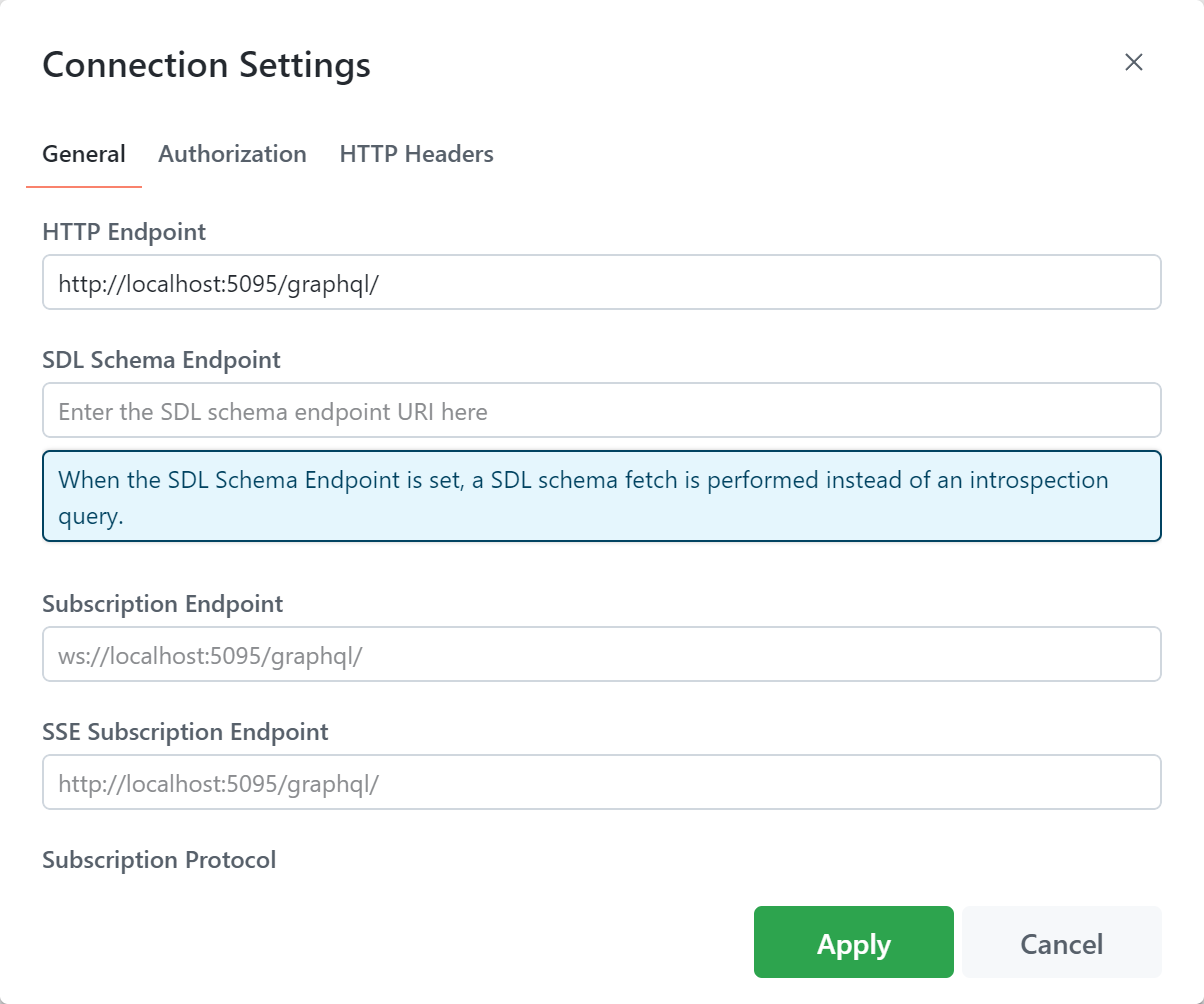 Connection Settings
General Authorization HTTP Headers
HTTP Endpoint
http://localhost:5095/graphql/
SDL Schema Endpoint
Enter the SDL schema endpoint URI here
When the SDL Schema Endpoint is set, a SDL schema fetch is performed instead of an introspection
query.
Subscription Endpoint
ws://localhost:5095/graphql/
SSE Subscription Endpoint
http://localhost:5095/graphql/
Subscription Protocol
Apply Cancel